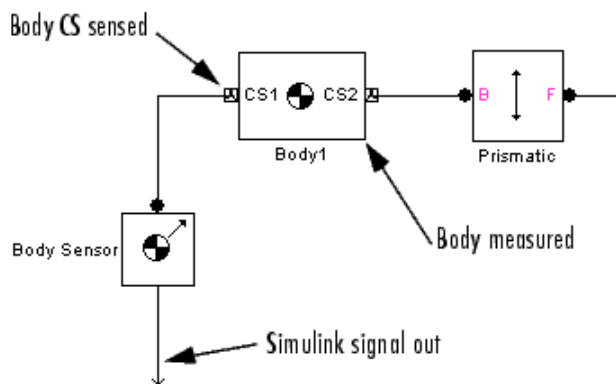 Body CS sensed
CS1 CS2
B F
Body1
Prismatic
Body Sensor
Body measured
Simulink signal out